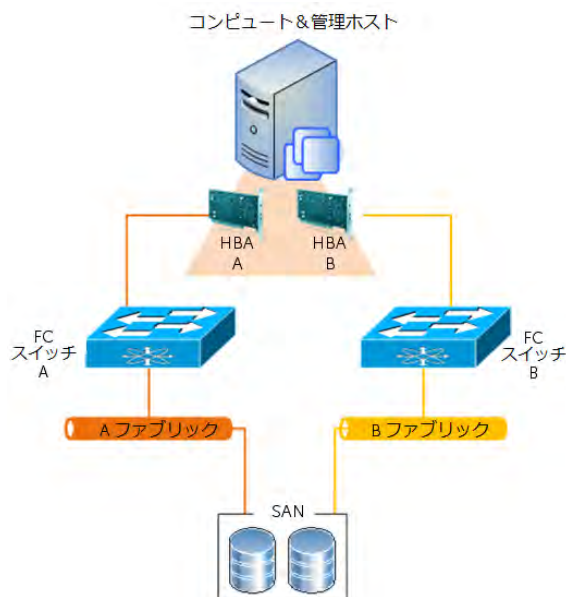 コンピュート＆管理ホスト
HBA
A
HBA
B
FC
スイッチ
A
FC
スイッチ
B
A ファブリック
B ファブリック
SAN